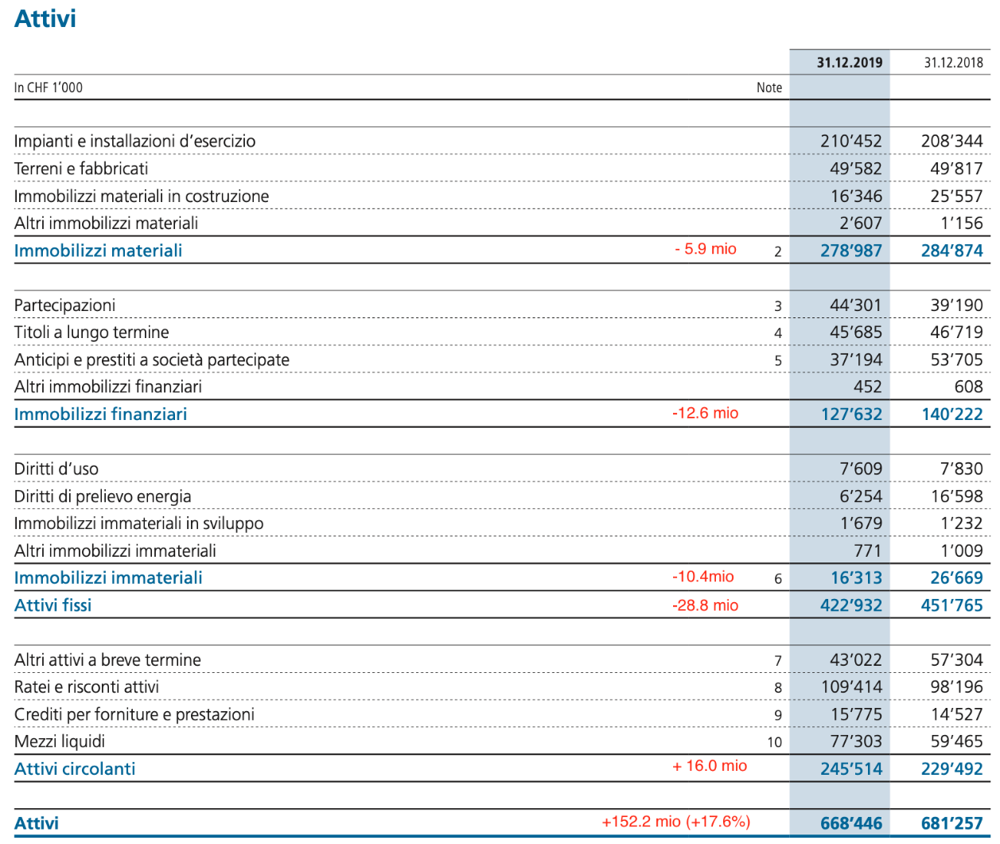 Attivi
31.12.2019 31.12.2018
In CHF 1’000 Note
Impianti e installazioni d’esercizio 210’452 208’344
Terreni e fabbricati 49’582 49’817
Immobilizzi materiali in costruzione 16’346 25’557
Altri immobilizzi materiali 2’607 1’156
Immobilizzi materiali - 5.9 mio 2 278’987 284’874
Partecipazioni 3 44’301 39’190
Titoli a lungo termine 4 45’685 46’719
Anticipi e prestiti a società partecipate 5 37’194 53’705
Altri immobilizzi finanziari 452 608
Immobilizzi finanziari -12.6 mio 127’632 140’222
Diritti d’uso 7’609 7’830
Diritti di prelievo energia 6’254 16’598
Immobilizzi immateriali in sviluppo 1’679 1’232
Altri immobilizzi immateriali 771 1’009
Immobilizzi immateriali -10.4mio 6 16’313 26’669
Attivi fissi -28.8 mio 422’932 451’765
Altri attivi a breve termine 7 43’022 57’304
Ratei e risconti attivi 8 109’414 98’196
Crediti per forniture e prestazioni 9 15’775 14’527
Mezzi liquidi 10 77’303 59’465
Attivi circolanti + 16.0 mio 245’514 229’492
Attivi +152.2 mio (+17.6%) 668’446 681’257